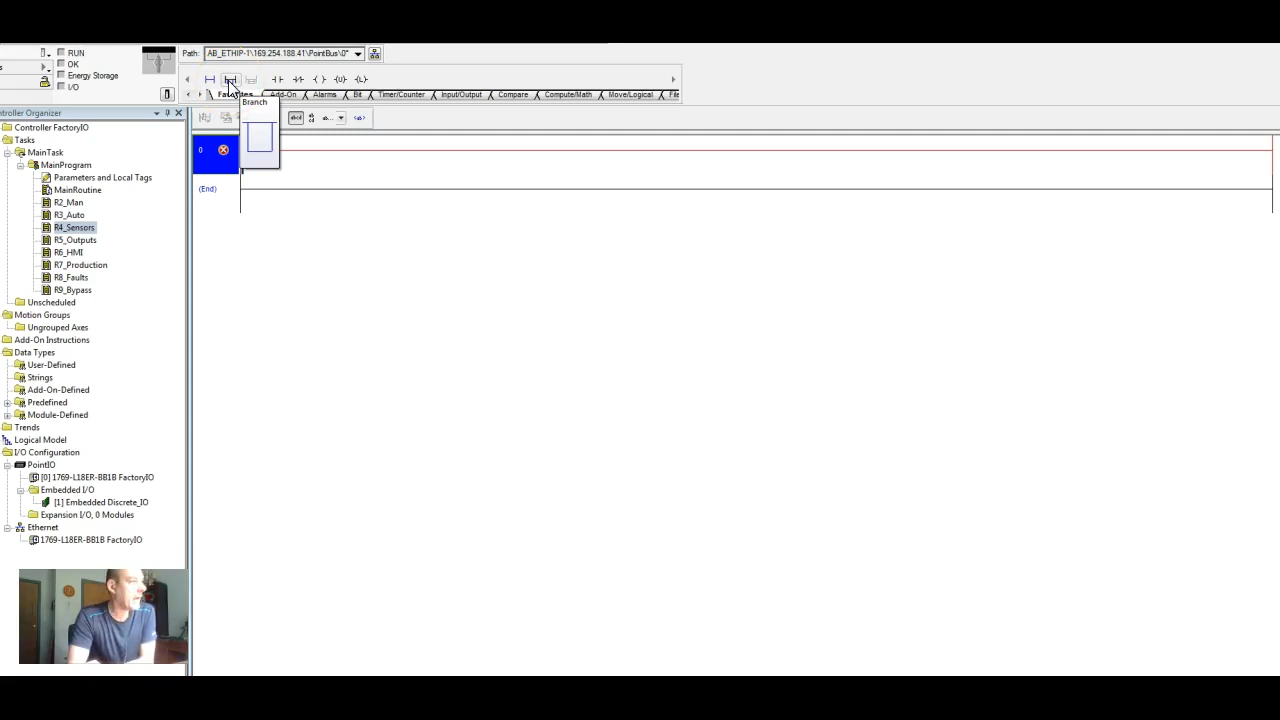 RUN
OK
Energy Storage
I/O
Path: AB_ETHIP-1\169.254.188.41\PointBus\0*
Add-On
Alarms
Bit
Timer/Counter
Input/Output
Compare
Compute/Math
Move/Logical
Branch
Controller FactoryIO
Tasks
MainTask
MainProgram
Parameters and Local Tags
MainRoutine
R2_Man
R3_Auto
R4_Sensors
R5_Outputs
R6_HMI
R7_Production
R8_Faults
R9_Bypass
Unscheduled
Motion Groups
Ungrouped Axes
Add-On Instructions
Data Types
User-Defined
Strings
Add-On-Defined
Predefined
Module-Defined
Trends
Logical Model
I/O Configuration
PointIO
[0] 1769-L18ER-BB1B FactoryIO
Embedded I/O
[1] Embedded Discrete_IO
Expansion I/O, 0 Modules
Ethernet
1769-L18ER-BB1B FactoryIO
0
(End)